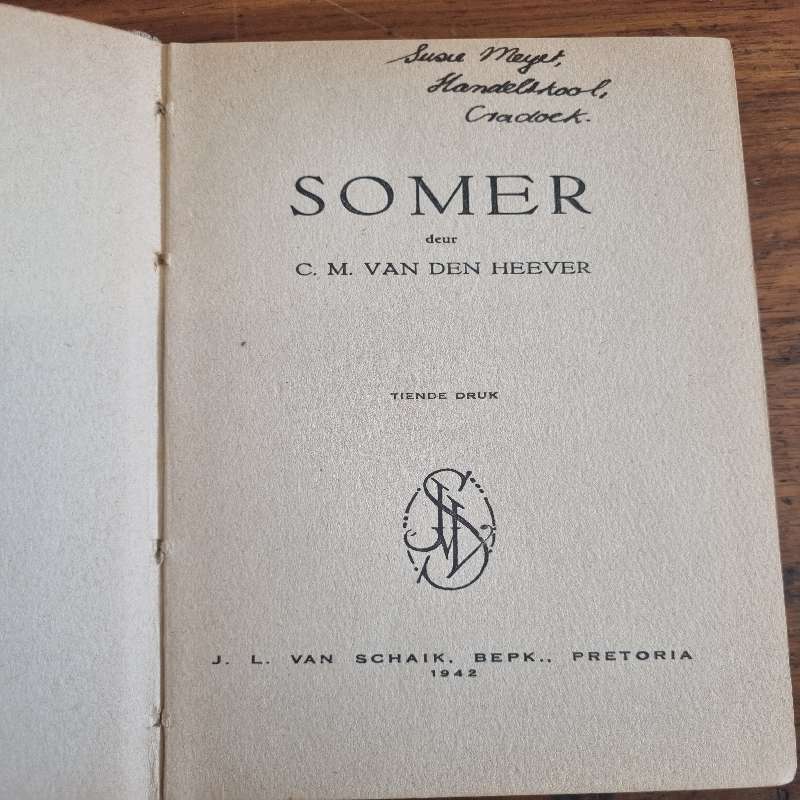 Susie Meyer,
Handelskool,
Cradock.
SOMER
deur
C. M. VAN DEN HEEVER
TIENDE DRUK
J. L. VAN SCHAIK, BEPK., PRETORIA
1942